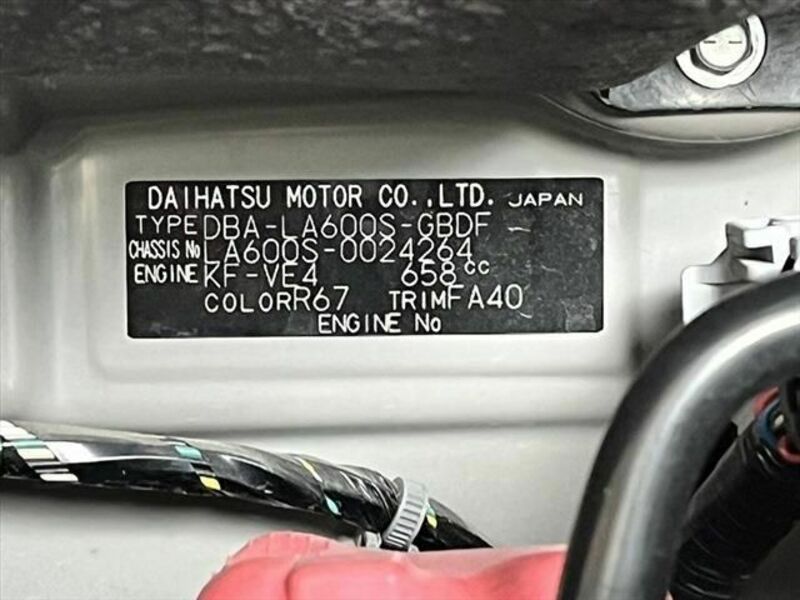 DAIHATSU MOTOR CO.,LTD. JAPAN
TYPE DBA-LA600S-GBDF
CHASSIS No LA600S-0024264
ENGINE KF-VE4 658cc
COLOR R67 TRIM FA40
ENGINE No